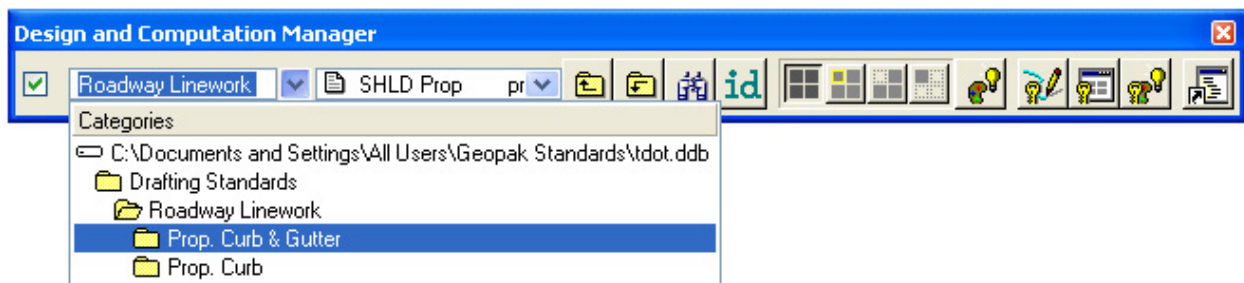 Design and Computation Manager
Roadway Linework SHLD Prop pr id
Categories
C:\Documents and Settings\All Users\Geopak Standards\tdot.ddb
Drafting Standards
Roadway Linework
Prop. Curb & Gutter
Prop. Curb